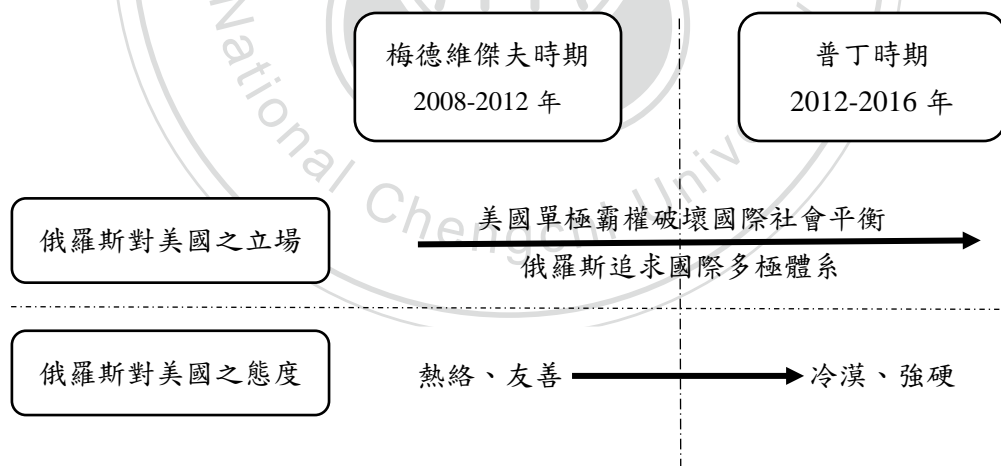 梅德維傑夫時期
2008-2012 年
普丁時期
2012-2016 年
俄羅斯對美國之立場
美國單極霸權破壞國際社會平衡
俄羅斯追求國際多極體系
俄羅斯對美國之態度
熱絡、友善
冷漠、強硬
National Chengchi Univer